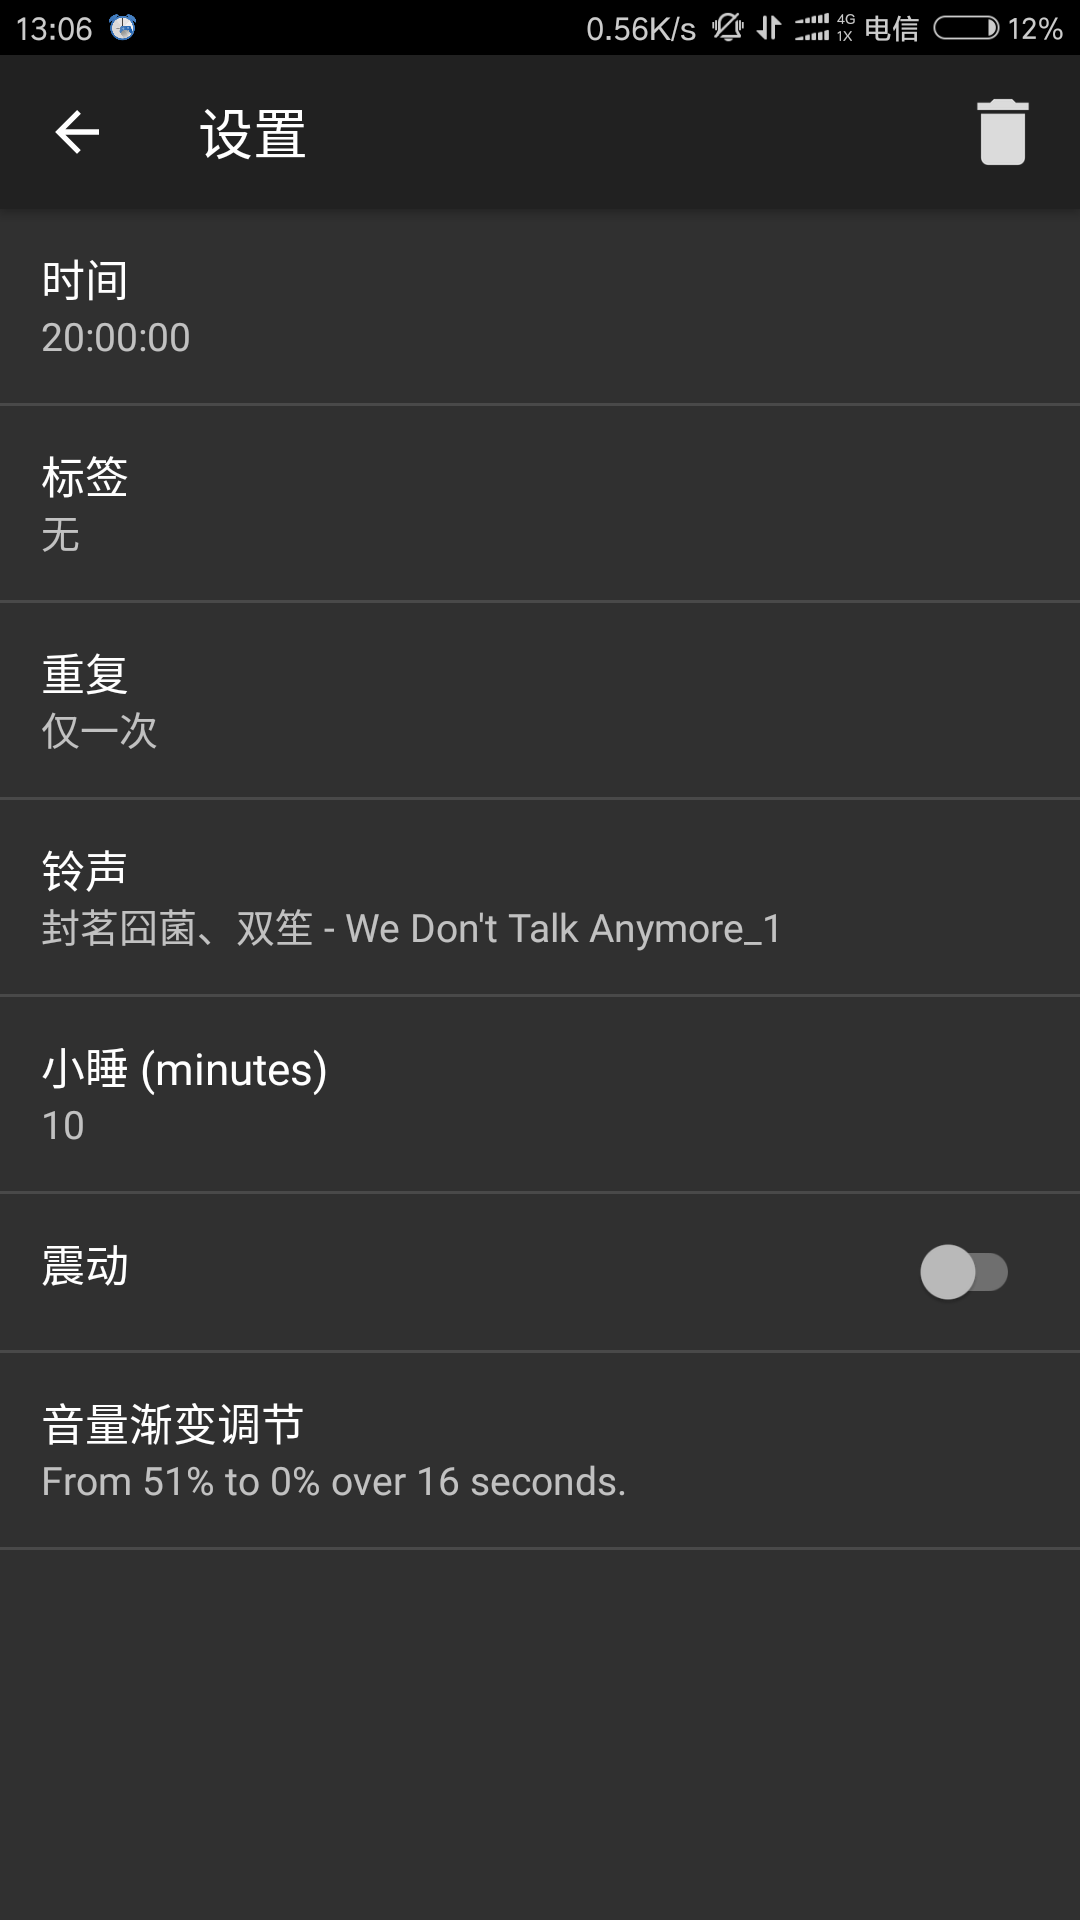 13:06 0.56K/s 4G 1X 电信 12%
设置
时间
20:00:00
标签
无
重复
仅一次
铃声
封茗囧菌、双笙 - We Don't Talk Anymore_1
小睡 (minutes)
10
震动
音量渐变调节
From 51% to 0% over 16 seconds.